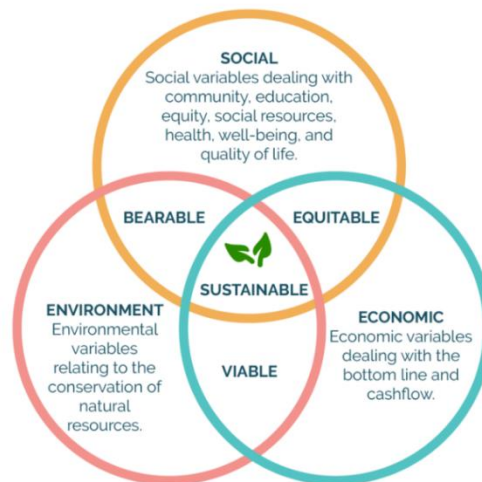 SOCIAL
Social variables dealing with
community, education,
equity, social resources,
health, well-being, and
quality of life.
BEARABLE
EQUITABLE
SUSTAINABLE
ENVIRONMENT
Environmental
variables
relating to the
conservation of
natural
resources.
ECONOMIC
Economic variables
dealing with the
bottom line and
cashflow.
VIABLE